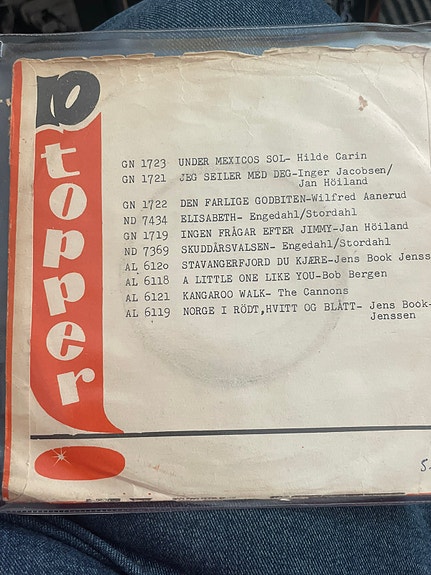 10
topper
GN 1723 UNDER MEXICOS SOL- Hilde Carin
GN 1721 JEG SEILER MED DEG-Inger Jacobsen/
Jan Höiland
GN 1722 DEN FARLIGE GODBITEN-Wilfred Aanerud
ND 7434 ELISABETH- Engedahl/Stordahl
GN 1719 INGEN FRÅGAR EFTER JIMMY-Jan Höiland
ND 7369 SKUDDÅRSVALSEN- Engedahl/Stordahl
AL 6120 STAVANGERFJORD DU KJÆRE-Jens Book Jenss
AL 6118 A LITTLE ONE LIKE YOU-Bob Bergen
AL 6121 KANGAROO WALK- The Cannons
AL 6119 NORGE I RÖDT,HVITT OG BLÅTT- Jens Book-
Jenssen